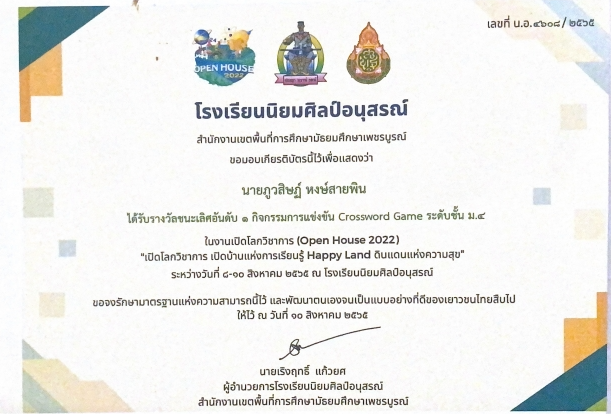 เลขที่ น.อ.๔๖๐๘/๒๕๖๕
OPEN HOUSE
2022
โรงเรียนนิยมศิลป์อนุสรณ์
สำนักงานเขตพื้นที่การศึกษามัธยมศึกษาเพชรบูรณ์
ขอมอบเกียรติบัตรนี้ไว้เพื่อแสดงว่า
นายภูวสิษฏ์ หงษ์สายพิน
ได้รับรางวัลชนะเลิศอันดับ ๑ กิจกรรมการแข่งขัน Crossword Game ระดับชั้น ม.๔
ในงานเปิดโลกวิชาการ (Open House 2022)
"เปิดโลกวิชาการ เปิดบ้านแห่งการเรียนรู้ Happy Land ดินแดนแห่งความสุข"
ระหว่างวันที่ ๘-๑๐ สิงหาคม ๒๕๖๕ ณ โรงเรียนนิยมศิลป์อนุสรณ์
ขอจงรักษามาตรฐานแห่งความสามารถนี้ไว้ และพัฒนาตนเองจนเป็นแบบอย่างที่ดีของเยาวชนไทยสืบไป
ให้ไว้ ณ วันที่ ๑๐ สิงหาคม ๒๕๖๕
นายเริงฤทธิ์ แก้วยศ
ผู้อำนวยการโรงเรียนนิยมศิลป์อนุสรณ์
สำนักงานเขตพื้นที่การศึกษามัธยมศึกษาเพชรบูรณ์